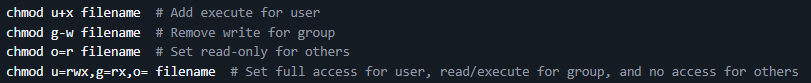 chmod u+x filename  # Add execute for user
chmod g-w filename  # Remove write for group
chmod o=r filename  # Set read-only for others
chmod u=rwx,g=rx,o= filename  # Set full access for user, read/execute for group, and no access for others